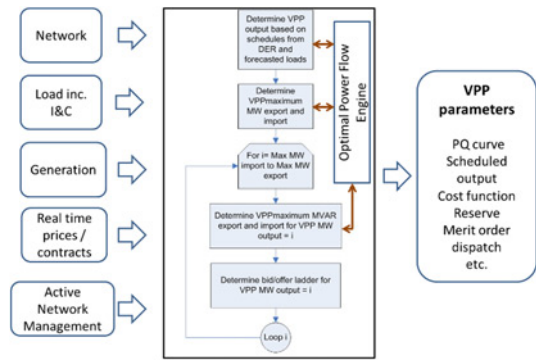 Network
Load inc.
I&C
Generation
Real time
prices /
contracts
Active
Network
Management
Determine VPP
output based on
schedules from
DER and
forecasted loads
Determine
VPPmaximum
MW export and
import
For i= Max MW
import to Max MW
export
Determine VPPmaximum MVAR
export and import for VPP MW
output = i
Determine bid/offer ladder for
VPP MW output = i
Loop i
Optimal Power Flow
Engine
VPP
parameters
PQ curve
Scheduled
output
Cost function
Reserve
Merit order
dispatch
etc.